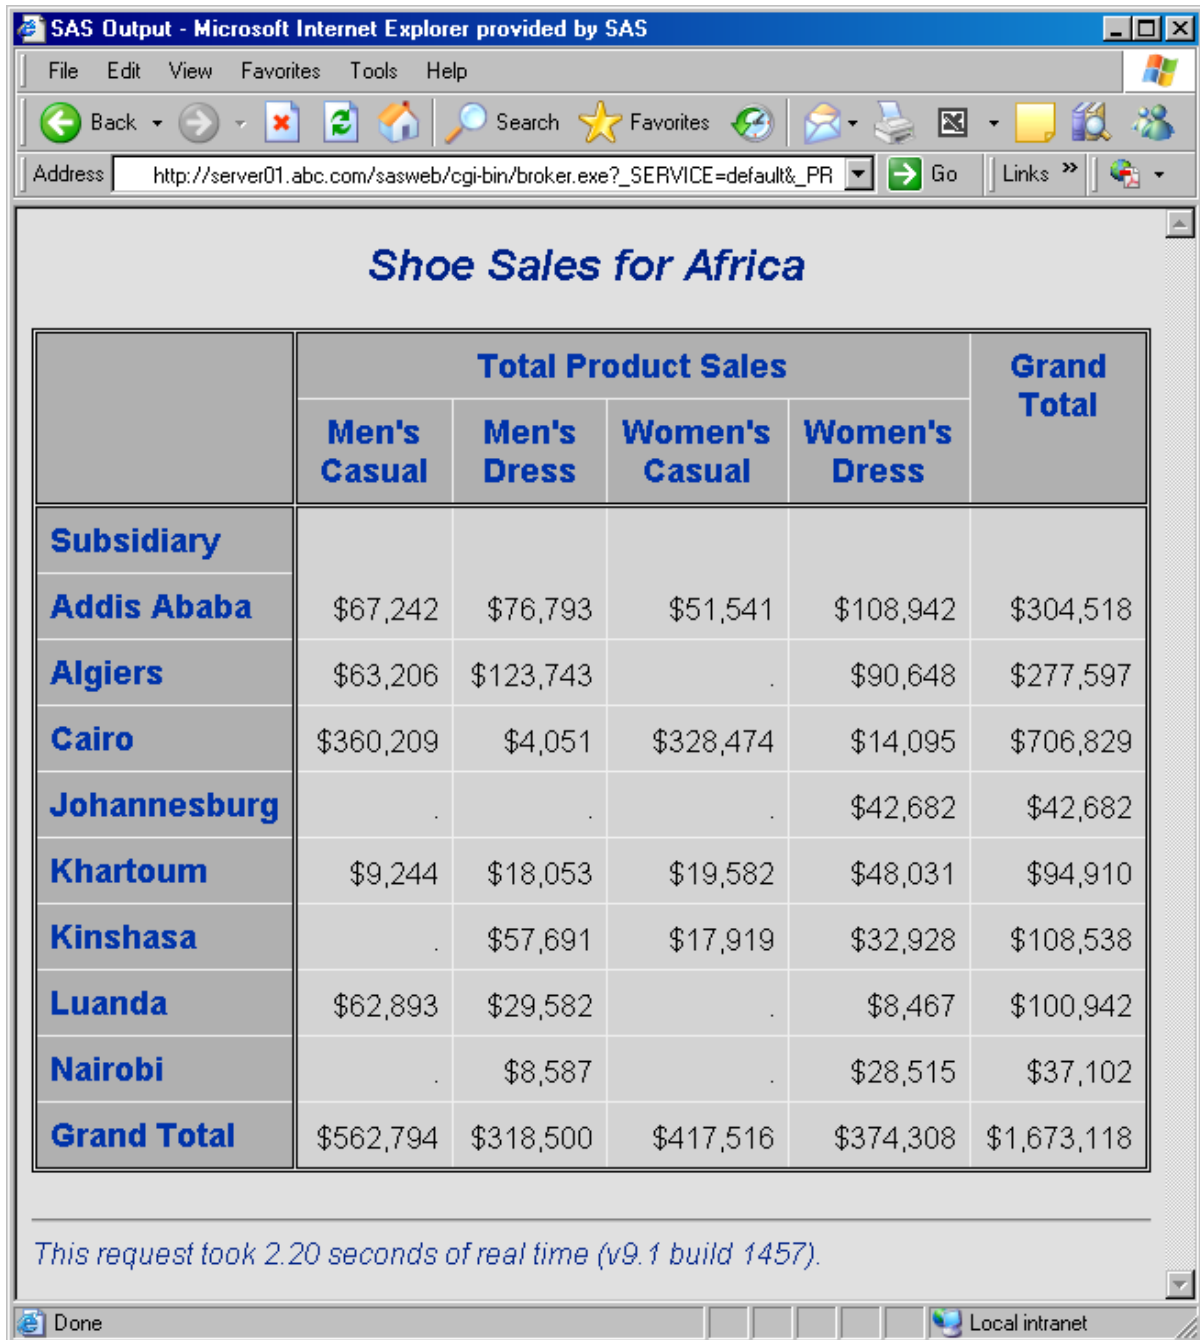 SAS Output - Microsoft Internet Explorer provided by SAS
File Edit View Favorites Tools Help
Back Search Favorites
Address http://server01.abc.com/sasweb/cgi-bin/broker.exe?_SERVICE=default&_PR Go Links »
Shoe Sales for Africa
Total Product Sales Grand Total
Men's Casual Men's Dress Women's Casual Women's Dress
Subsidiary
Addis Ababa $67,242 $76,793 $51,541 $108,942 $304,518
Algiers $63,206 $123,743 . $90,648 $277,597
Cairo $360,209 $4,051 $328,474 $14,095 $706,829
Johannesburg . . . $42,682 $42,682
Khartoum $9,244 $18,053 $19,582 $48,031 $94,910
Kinshasa . $57,691 $17,919 $32,928 $108,538
Luanda $62,893 $29,582 . $8,467 $100,942
Nairobi . $8,587 . $28,515 $37,102
Grand Total $562,794 $318,500 $417,516 $374,308 $1,673,118
This request took 2.20 seconds of real time (v9.1 build 1457).
Done Local intranet